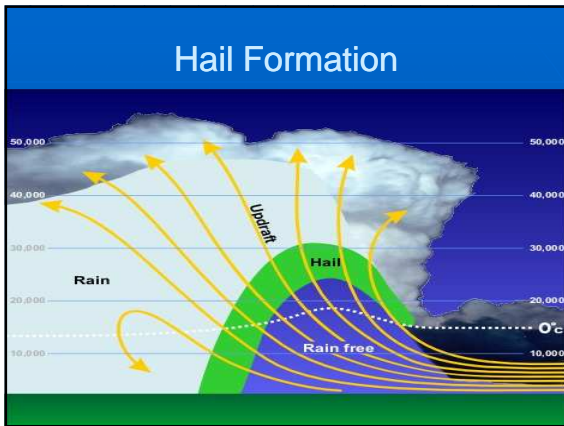 Hail Formation
50,000 50,000
40,000 40,000
Updraft
30,000 30,000
Hail
Rain
20,000 20,000
0°C
Rain free
10,000 10,000